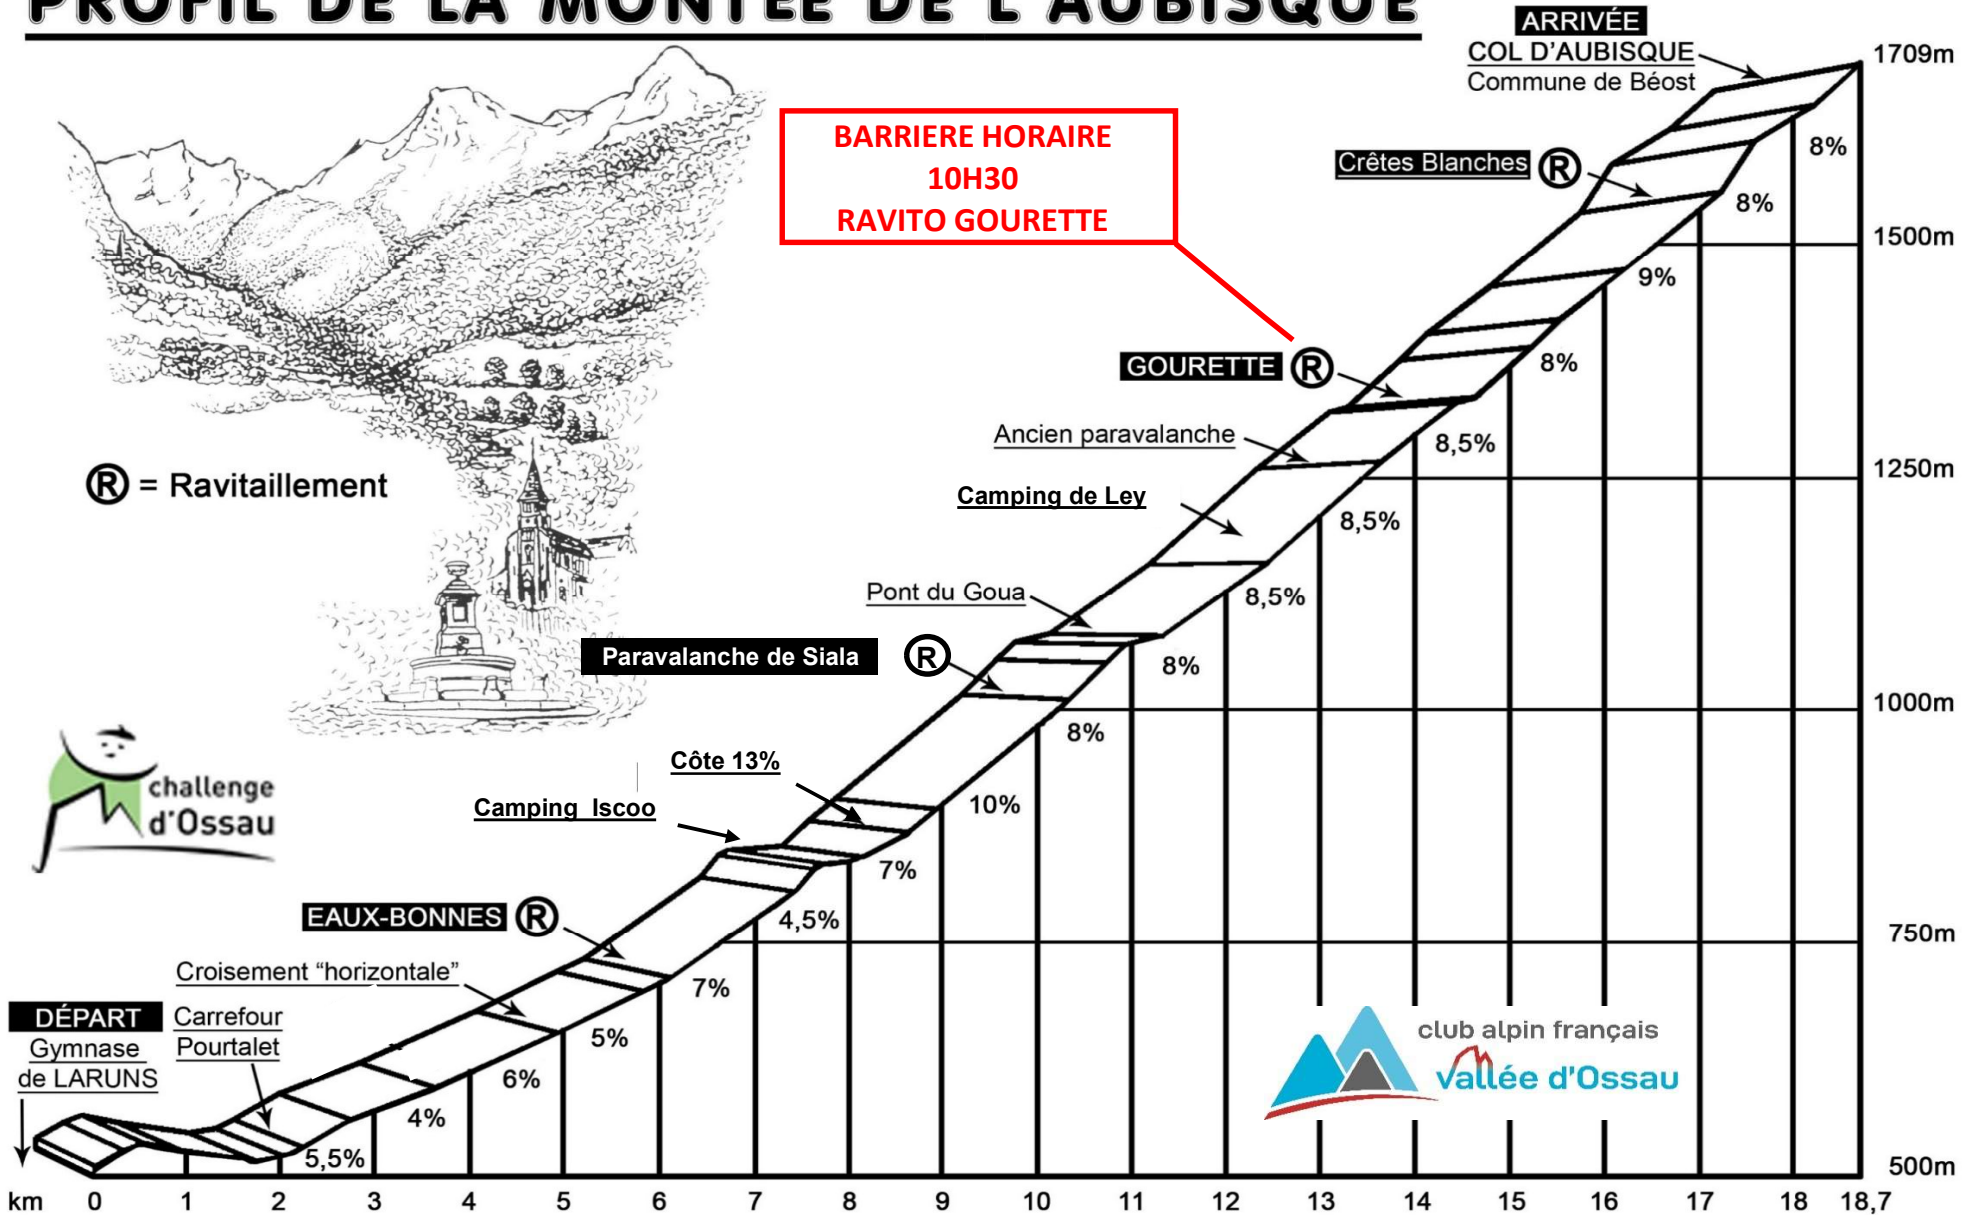 PROFIL DE LA MONTÉE DE L'AUBISQUE
ARRIVÉE
COL D'AUBISQUE
Commune de Béost
1709m
BARRIERE HORAIRE
10H30
RAVITO GOURETTE
8%
Crêtes Blanches ®
8%
1500m
9%
8%
GOURETTE ®
8,5%
Ancien paravalanche
1250m
® = Ravitaillement
Camping de Ley
8,5%
Pont du Goua
8,5%
Paravalanche de Siala ®
8%
1000m
8%
Côte 13%
challenge
d'Ossau
Camping Iscoo
10%
7%
EAUX-BONNES ®
4,5%
750m
Croisement “horizontale”
7%
DÉPART
Gymnase
de LARUNS
Carrefour
Pourtalet
5%
club alpin français
vallée d'Ossau
6%
4%
5,5%
500m
km 0 1 2 3 4 5 6 7 8 9 10 11 12 13 14 15 16 17 18 18,7